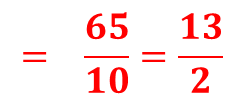 = 65/10 = 13/2